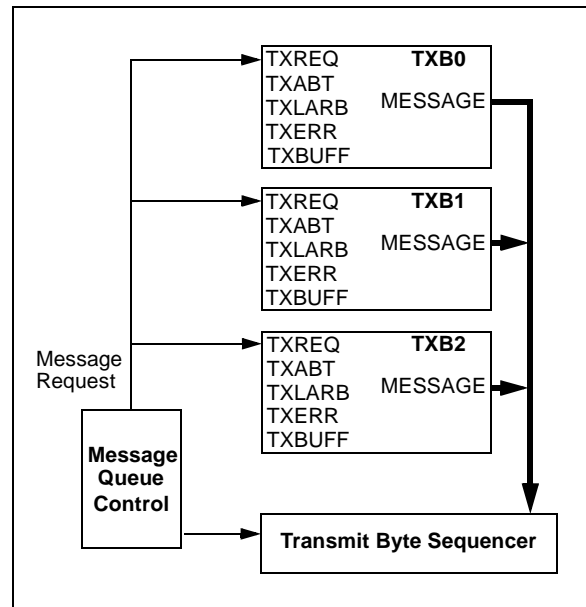 TXREQ TXB0
TXABT
TXLARB MESSAGE
TXERR
TXBUFF
TXREQ TXB1
TXABT
TXLARB MESSAGE
TXERR
TXBUFF
TXREQ TXB2
TXABT
TXLARB MESSAGE
TXERR
TXBUFF
Message
Request
Message
Queue
Control
Transmit Byte Sequencer